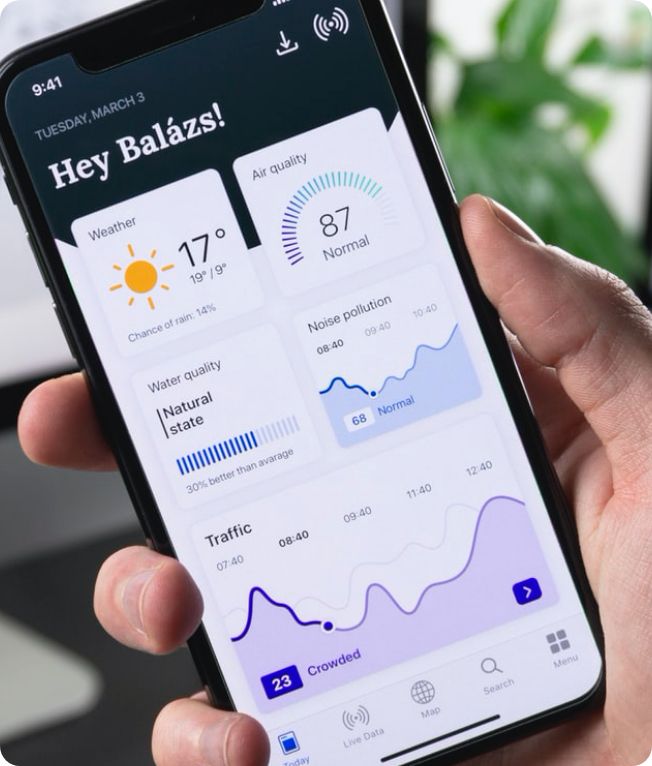 9:41
TUESDAY, MARCH 3
Hey Balázs!
Weather
17°
19° / 9°
Chance of rain: 14%
Air quality
87
Normal
Water quality
Natural
state
30% better than avarage
Noise pollution
08:40 09:40 10:40
68 Normal
Traffic
07:40 08:40 09:40 11:40 12:40
23 Crowded
Today Live Data Map Search Menu